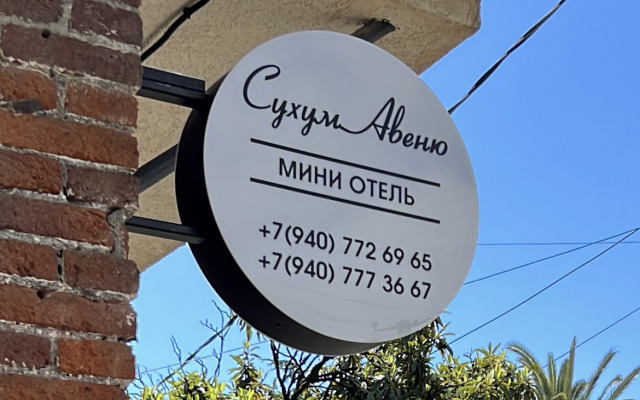 Сухум Авеню
МИНИ ОТЕЛЬ
+7(940) 772 69 65
+7(940) 777 36 67